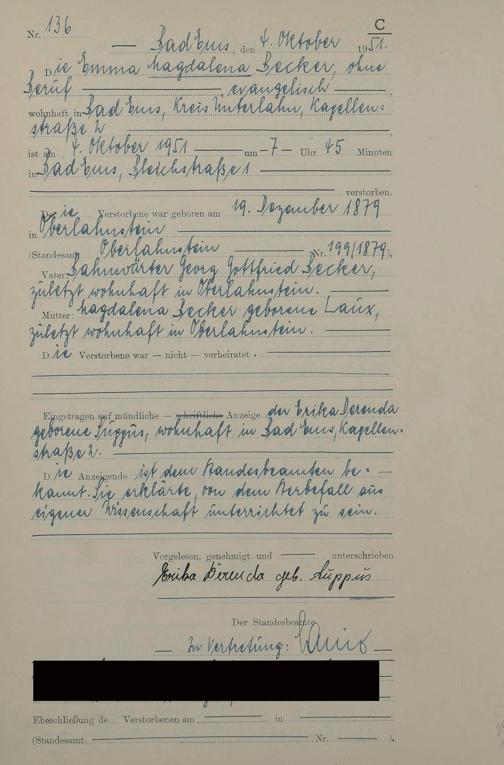 Nr. 136
C
Bad Ems, den 4. Oktober 1951.
Die Emma Magdalena Becker, ohne
Beruf — evangelisch —,
wohnhaft in Bad Ems, Kreis Unterlahn, Kapellen-
straße 2
ist am 4. Oktober 1951 — um — 7 — Uhr 45 Minuten
in Bad Ems, Bleichstraße 1
verstorben.
Die Verstorbene war geboren am 19. Dezember 1879
in Oberlahnstein
(Standesamt Oberlahnstein Nr. 199/1879).
Vater: Bahnwärter Georg Gottfried Becker,
zuletzt wohnhaft in Oberlahnstein.
Mutter: Magdalena Becker geborene Laux,
zuletzt wohnhaft in Oberlahnstein.
Die Verstorbene war — nicht — verheiratet.
Eingetragen auf mündliche — schriftliche Anzeige der Erika Derenda
geborene Suppus, wohnhaft in Bad Ems, Kapellen-
straße 2.
Die Anzeigende ist dem Standesbeamten be-
kannt. Sie erklärte, von dem Sterbefall aus
eigener Wissenschaft unterrichtet zu sein.
Vorgelesen, genehmigt und — unterschrieben
Erika Derenda geb. Suppus
Der Standesbeamte
In Vertretung:
Eheschließung de Verstorbenen am — in —
(Standesamt — Nr. — ).